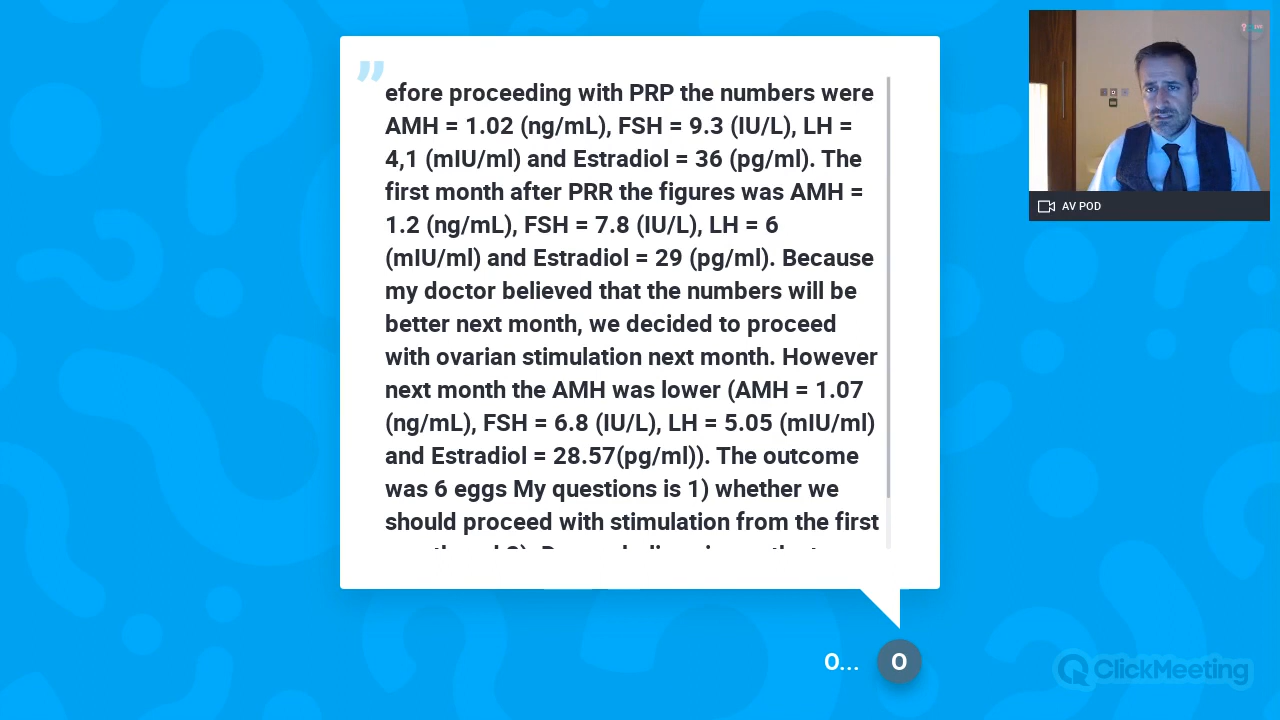 efore proceeding with PRP the numbers were
AMH = 1.02 (ng/mL), FSH = 9.3 (IU/L), LH =
4,1 (mIU/ml) and Estradiol = 36 (pg/ml). The
first month after PRR the figures was AMH =
1.2 (ng/mL), FSH = 7.8 (IU/L), LH = 6
(mIU/ml) and Estradiol = 29 (pg/ml). Because
my doctor believed that the numbers will be
better next month, we decided to proceed
with ovarian stimulation next month. However
next month the AMH was lower (AMH = 1.07
(ng/mL), FSH = 6.8 (IU/L), LH = 5.05 (mIU/ml)
and Estradiol = 28.57(pg/ml)). The outcome
was 6 eggs My questions is 1) whether we
should proceed with stimulation from the first
AV POD
O... O
ClickMeeting